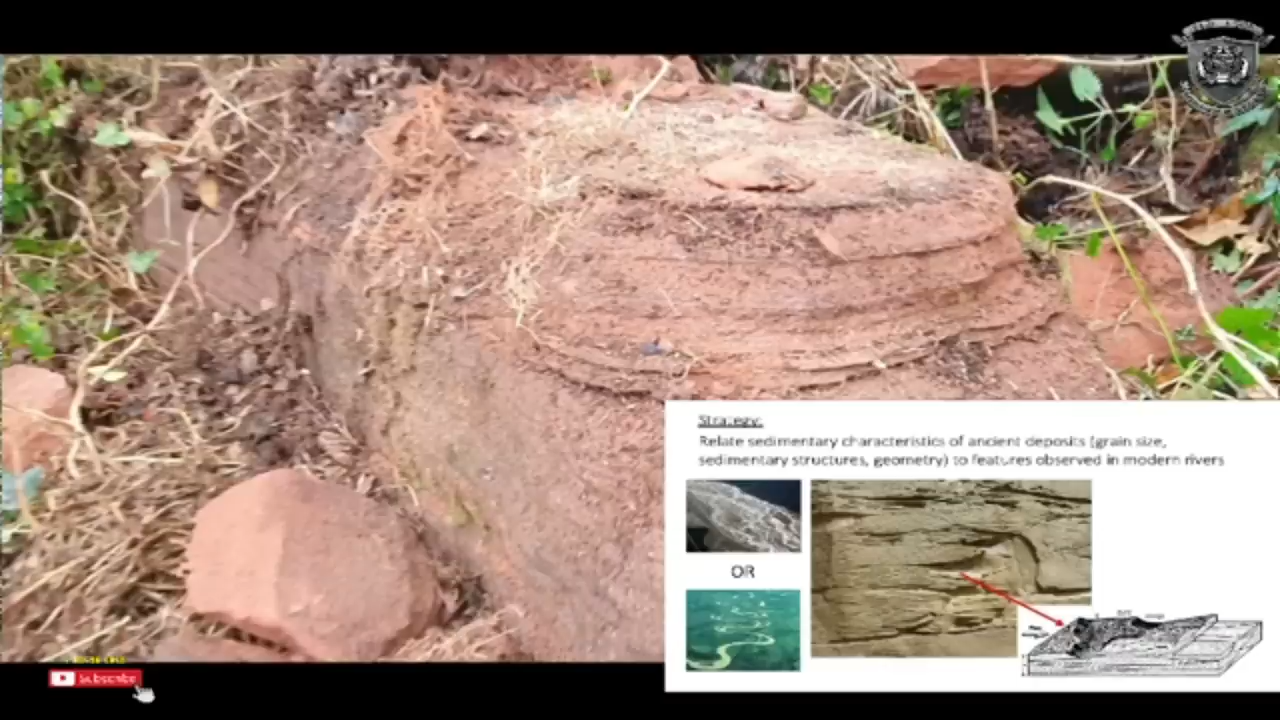 Strategy:
Relate sedimentary characteristics of ancient deposits (grain size,
sedimentary structures, geometry) to features observed in modern rivers
OR
Subscribe